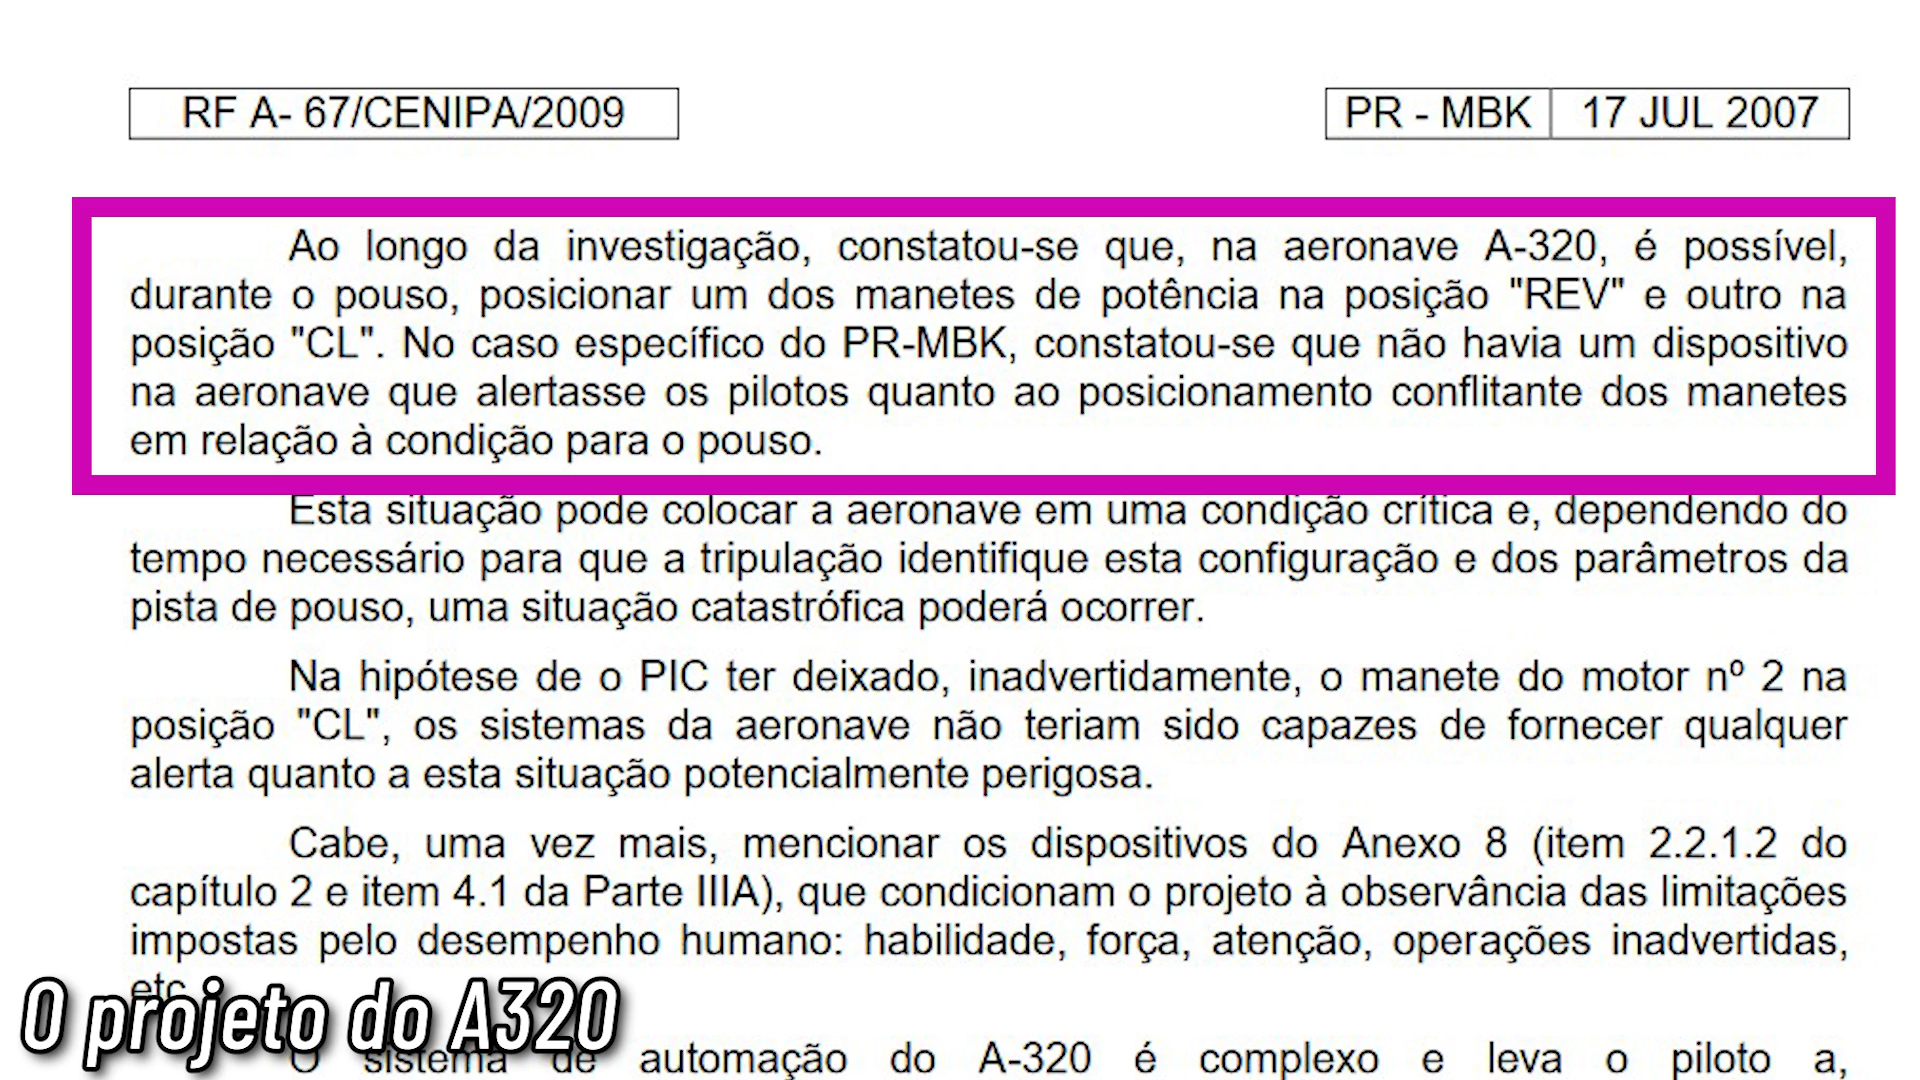 RF A- 67/CENIPA/2009
PR - MBK 17 JUL 2007
Ao longo da investigação, constatou-se que, na aeronave A-320, é possível,
durante o pouso, posicionar um dos manetes de potência na posição "REV" e outro na
posição "CL". No caso específico do PR-MBK, constatou-se que não havia um dispositivo
na aeronave que alertasse os pilotos quanto ao posicionamento conflitante dos manetes
em relação à condição para o pouso.
Esta situação pode colocar a aeronave em uma condição crítica e, dependendo do
tempo necessário para que a tripulação identifique esta configuração e dos parâmetros da
pista de pouso, uma situação catastrófica poderá ocorrer.
Na hipótese de o PIC ter deixado, inadvertidamente, o manete do motor nº 2 na
posição "CL", os sistemas da aeronave não teriam sido capazes de fornecer qualquer
alerta quanto a esta situação potencialmente perigosa.
Cabe, uma vez mais, mencionar os dispositivos do Anexo 8 (item 2.2.1.2 do
capítulo 2 e item 4.1 da Parte IIIA), que condicionam o projeto à observância das limitações
impostas pelo desempenho humano: habilidade, força, atenção, operações inadvertidas,
etc
O projeto do A320
O sistema de automação do A-320 é complexo e leva o piloto a,